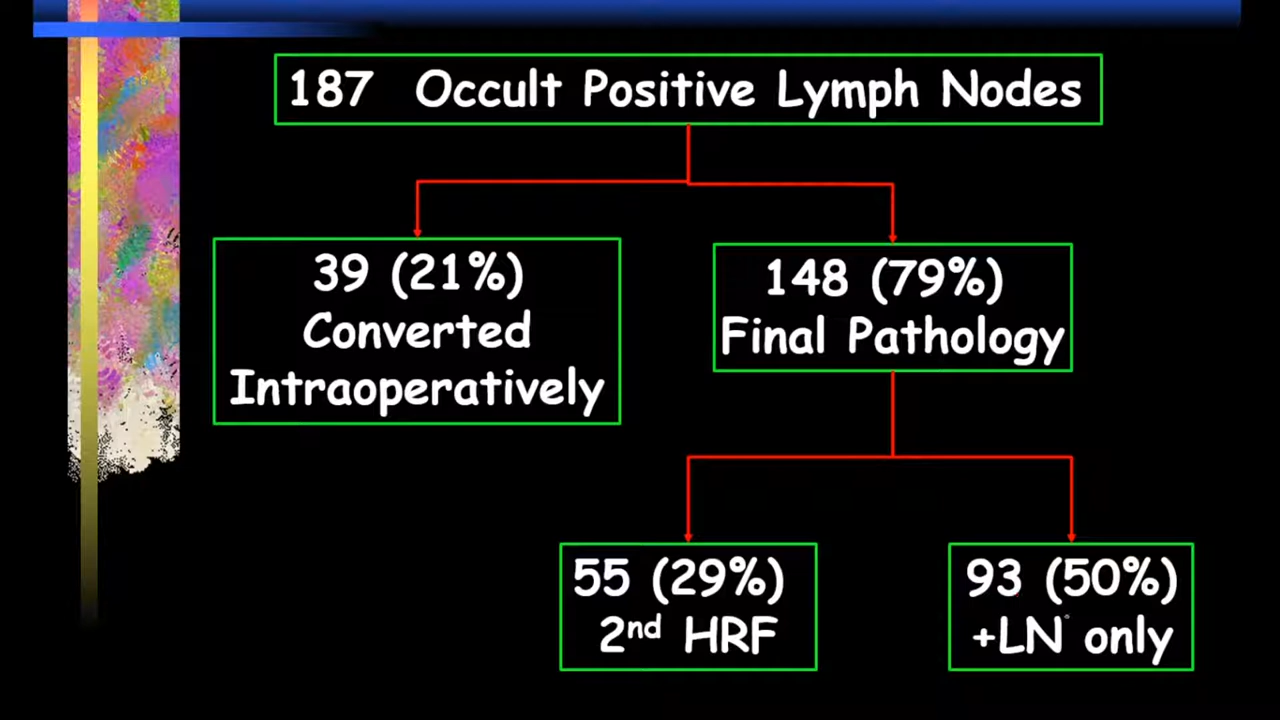 187 Occult Positive Lymph Nodes
39 (21%)
Converted
Intraoperatively
148 (79%)
Final Pathology
55 (29%)
2nd HRF
93 (50%)
+LN only